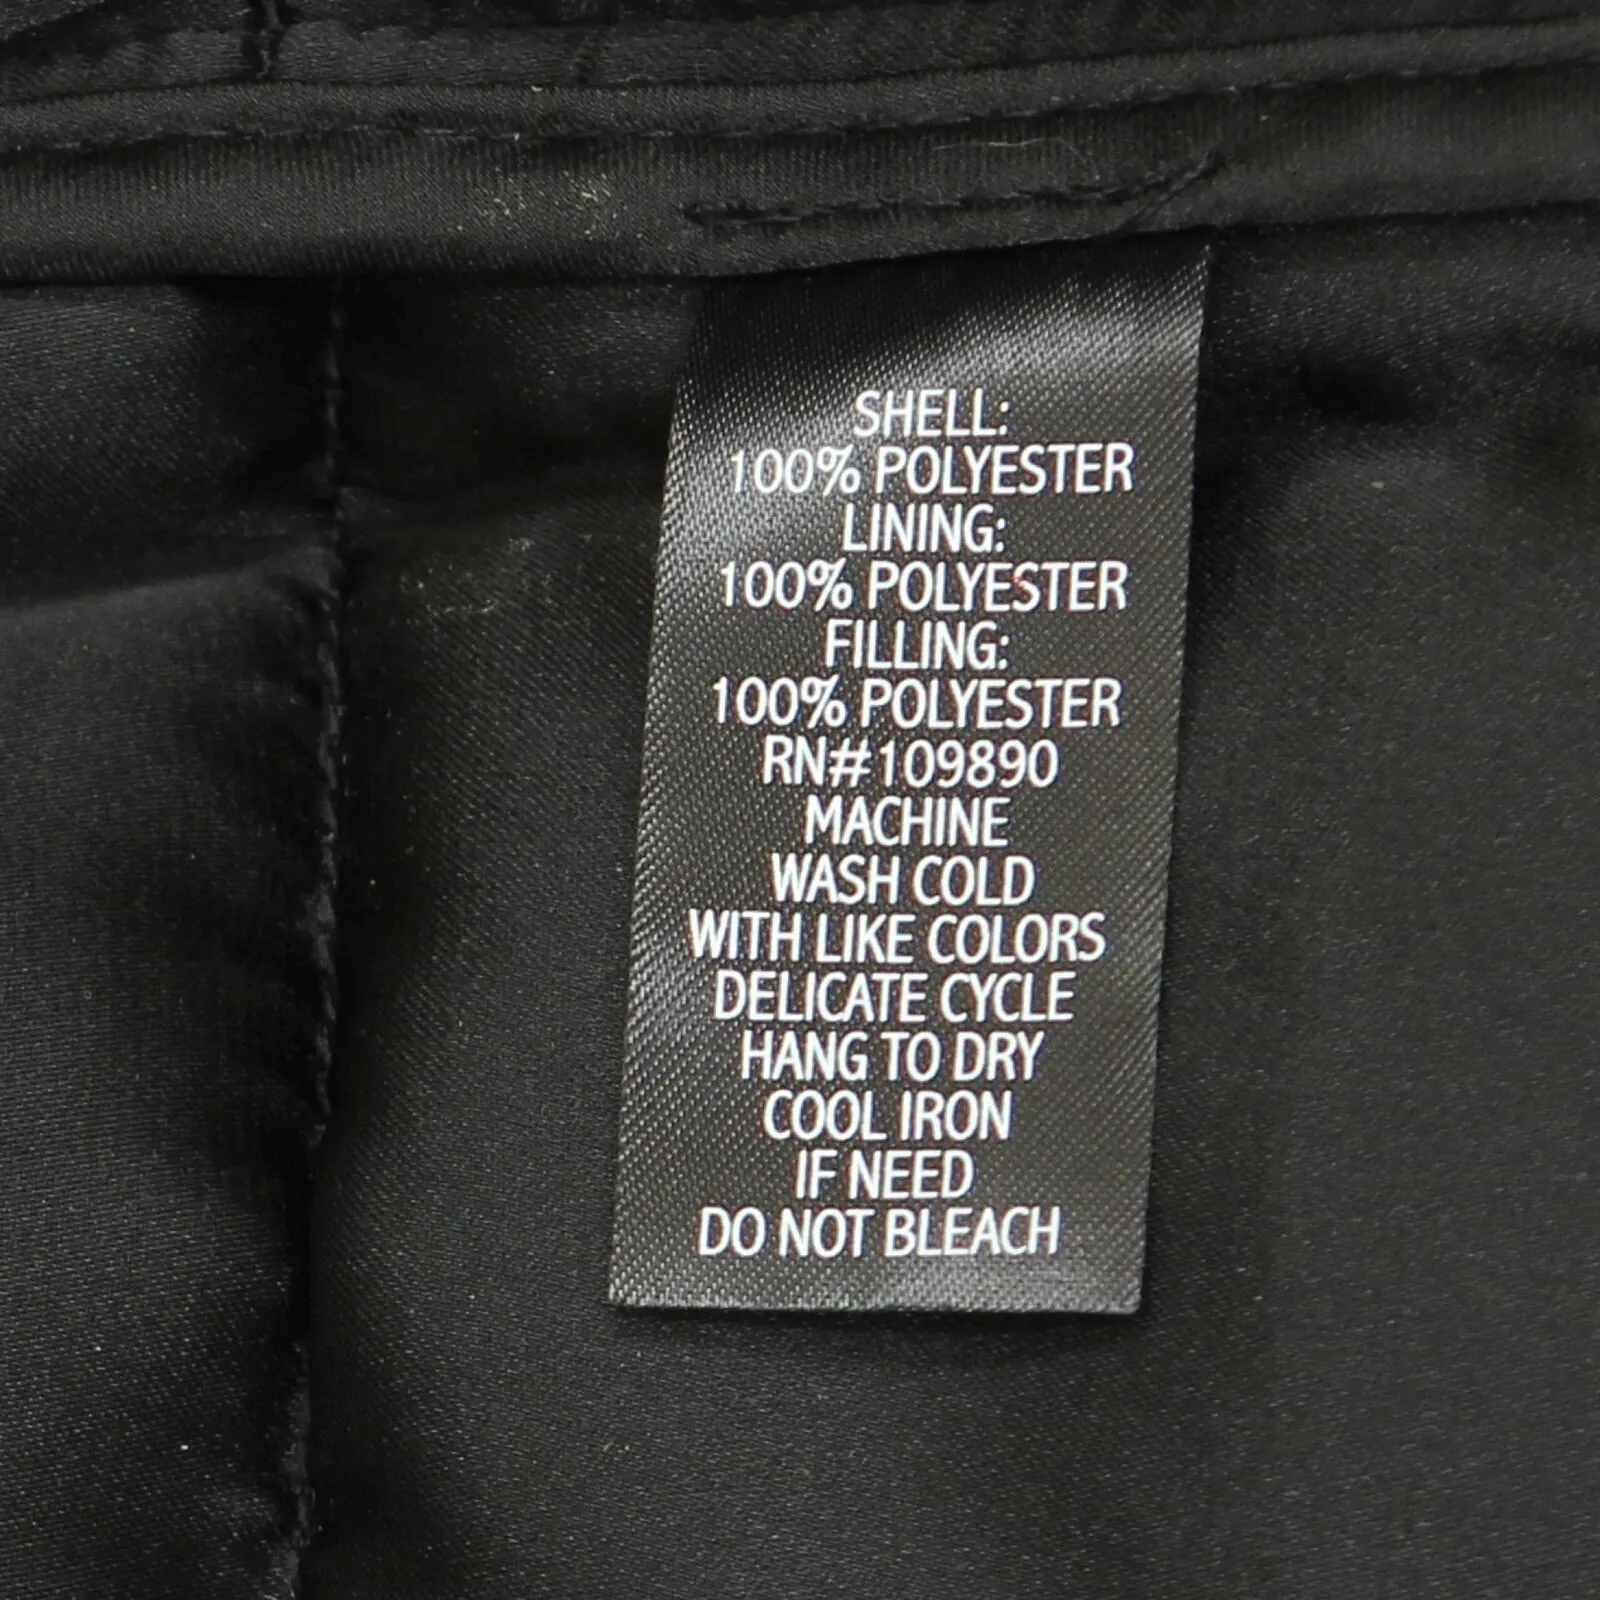 SHELL:
100% POLYESTER
LINING:
100% POLYESTER
FILLING:
100% POLYESTER
RN#109890
MACHINE
WASH COLD
WITH LIKE COLORS
DELICATE CYCLE
HANG TO DRY
COOL IRON
IF NEED
DO NOT BLEACH